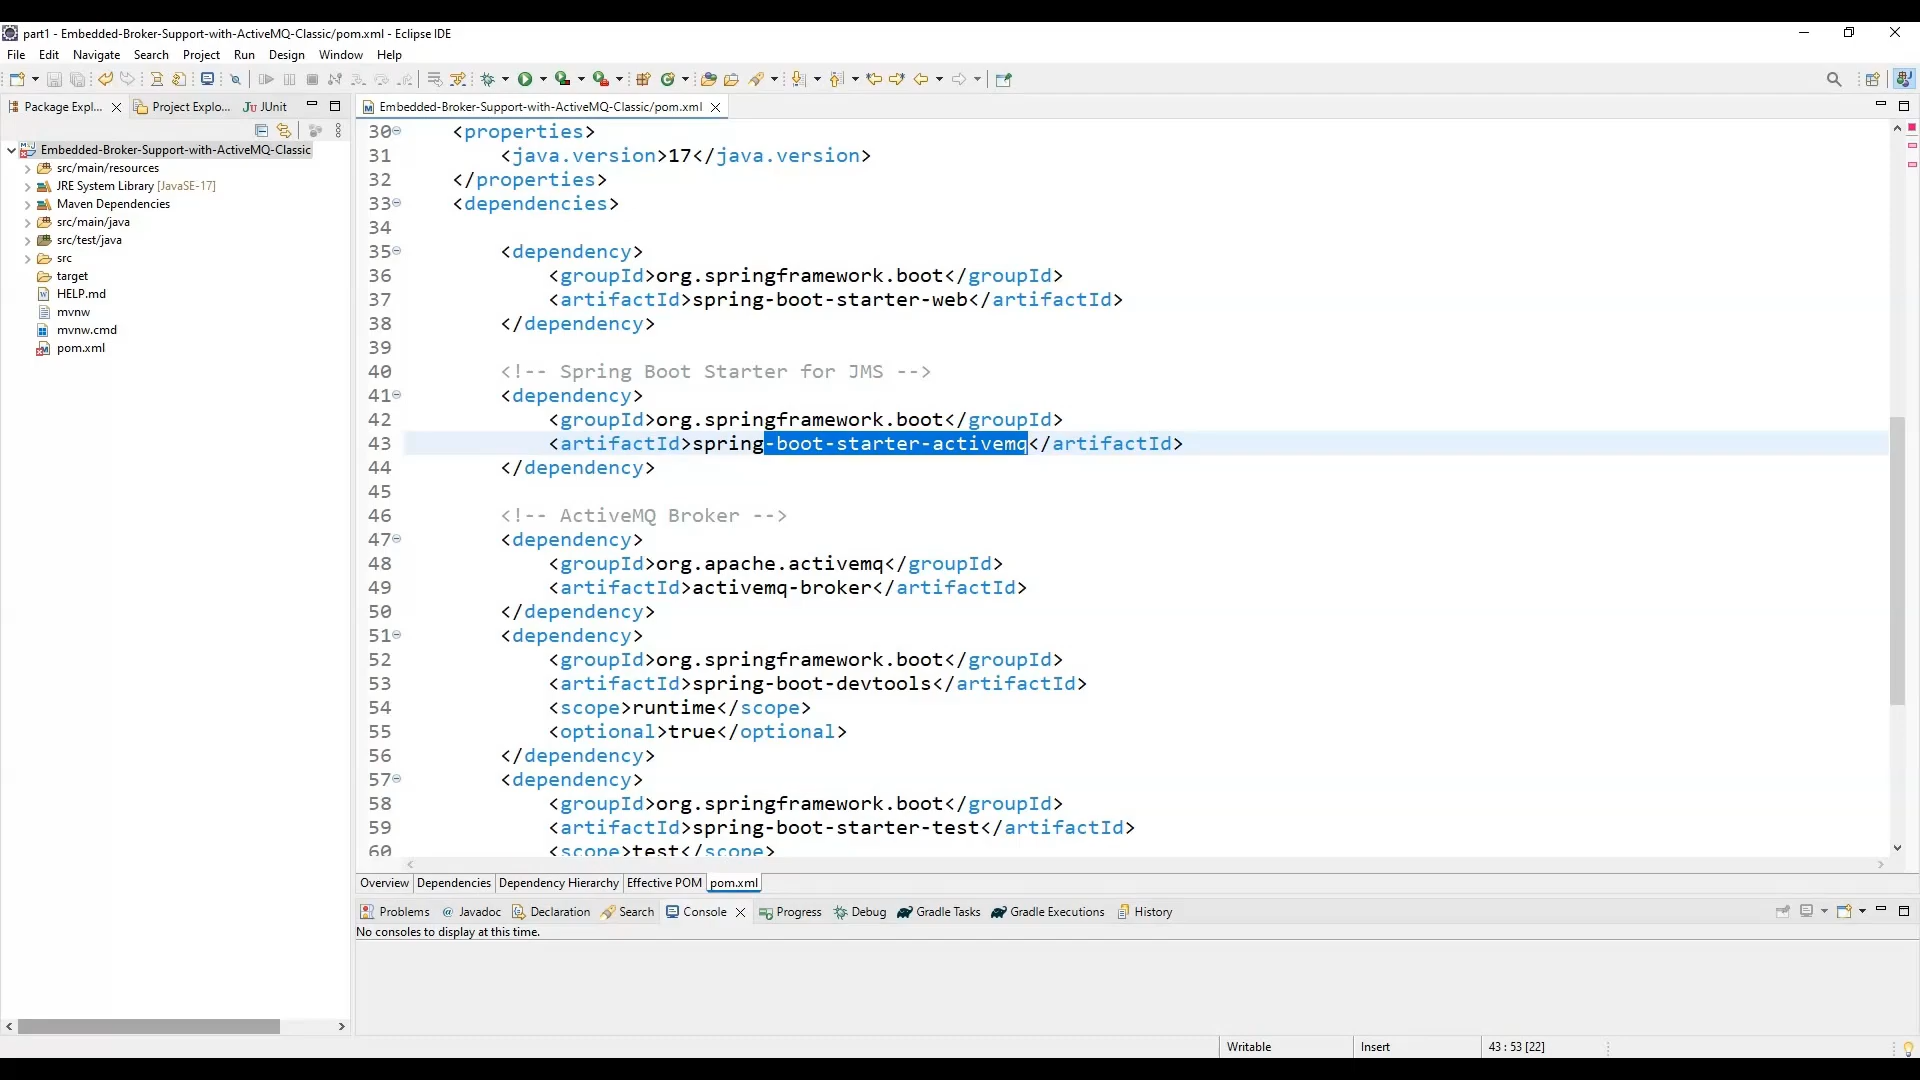 part1 - Embedded-Broker-Support-with-ActiveMQ-Classic/pom.xml - Eclipse IDE
File Edit Navigate Search Project Run Design Window Help
Package Expl... Project Explo... JUnit
Embedded-Broker-Support-with-ActiveMQ-Classic
src/main/resources
JRE System Library [JavaSE-17]
Maven Dependencies
src/main/java
src/test/java
src
target
HELP.md
mvnw
mvnw.cmd
pom.xml
Embedded-Broker-Support-with-ActiveMQ-Classic/pom.xml
30 <properties>
31 <java.version>17</java.version>
32 </properties>
33 <dependencies>
34
35 <dependency>
36 <groupId>org.springframework.boot</groupId>
37 <artifactId>spring-boot-starter-web</artifactId>
38 </dependency>
39
40 <!-- Spring Boot Starter for JMS -->
41 <dependency>
42 <groupId>org.springframework.boot</groupId>
43 <artifactId>spring-boot-starter-activemq</artifactId>
44 </dependency>
45
46 <!-- ActiveMQ Broker -->
47 <dependency>
48 <groupId>org.apache.activemq</groupId>
49 <artifactId>activemq-broker</artifactId>
50 </dependency>
51 <dependency>
52 <groupId>org.springframework.boot</groupId>
53 <artifactId>spring-boot-devtools</artifactId>
54 <scope>runtime</scope>
55 <optional>true</optional>
56 </dependency>
57 <dependency>
58 <groupId>org.springframework.boot</groupId>
59 <artifactId>spring-boot-starter-test</artifactId>
60 <scope>test</scope>
Overview Dependencies Dependency Hierarchy Effective POM pom.xml
Problems Javadoc Declaration Search Console Progress Debug Gradle Tasks Gradle Executions History
No consoles to display at this time.
Writable Insert 43 : 53 [22]